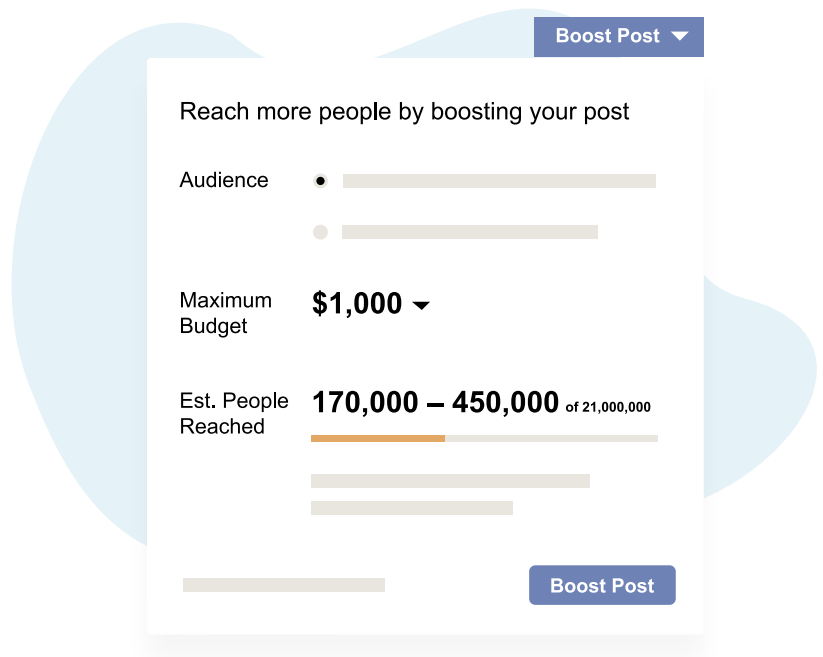 Boost Post
Reach more people by boosting your post
Audience
Maximum
Budget
$1,000
Est. People
Reached
170,000 – 450,000 of 21,000,000
Boost Post